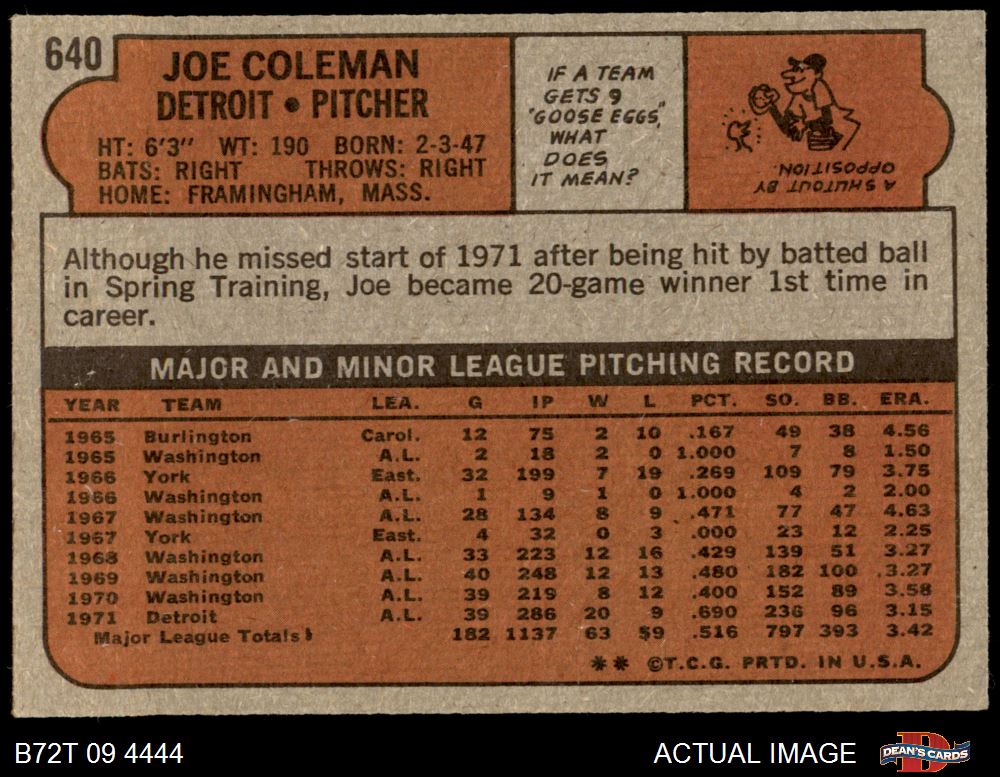 640
JOE COLEMAN
DETROIT • PITCHER
HT: 6'3" WT: 190 BORN: 2-3-47
BATS: RIGHT THROWS: RIGHT
HOME: FRAMINGHAM, MASS.
IF A TEAM
GETS 9
"GOOSE EGGS,"
WHAT
DOES
IT MEAN?
A SHUTOUT BY
OPPOSITION.
Although he missed start of 1971 after being hit by batted ball
in Spring Training, Joe became 20-game winner 1st time in
career.
MAJOR AND MINOR LEAGUE PITCHING RECORD
YEAR TEAM LEA. G IP W L PCT. SO. BB. ERA.
1965 Burlington Carol. 12 75 2 10 .167 49 38 4.56
1965 Washington A.L. 2 18 2 0 1.000 7 8 1.50
1966 York East. 32 199 7 19 .269 109 79 3.75
1966 Washington A.L. 1 9 1 0 1.000 4 2 2.00
1967 Washington A.L. 28 134 8 9 .471 77 47 4.63
1967 York East. 4 32 0 3 .000 23 12 2.25
1968 Washington A.L. 33 223 12 16 .429 139 51 3.27
1969 Washington A.L. 40 248 12 13 .480 182 100 3.27
1970 Washington A.L. 39 219 8 12 .400 152 89 3.58
1971 Detroit A.L. 39 286 20 9 .690 236 96 3.15
Major League Totals 182 1137 63 59 .516 797 393 3.42
** ©T.C.G. PRTD. IN U.S.A.
B72T 09 4444
ACTUAL IMAGE
DEAN'S CARDS